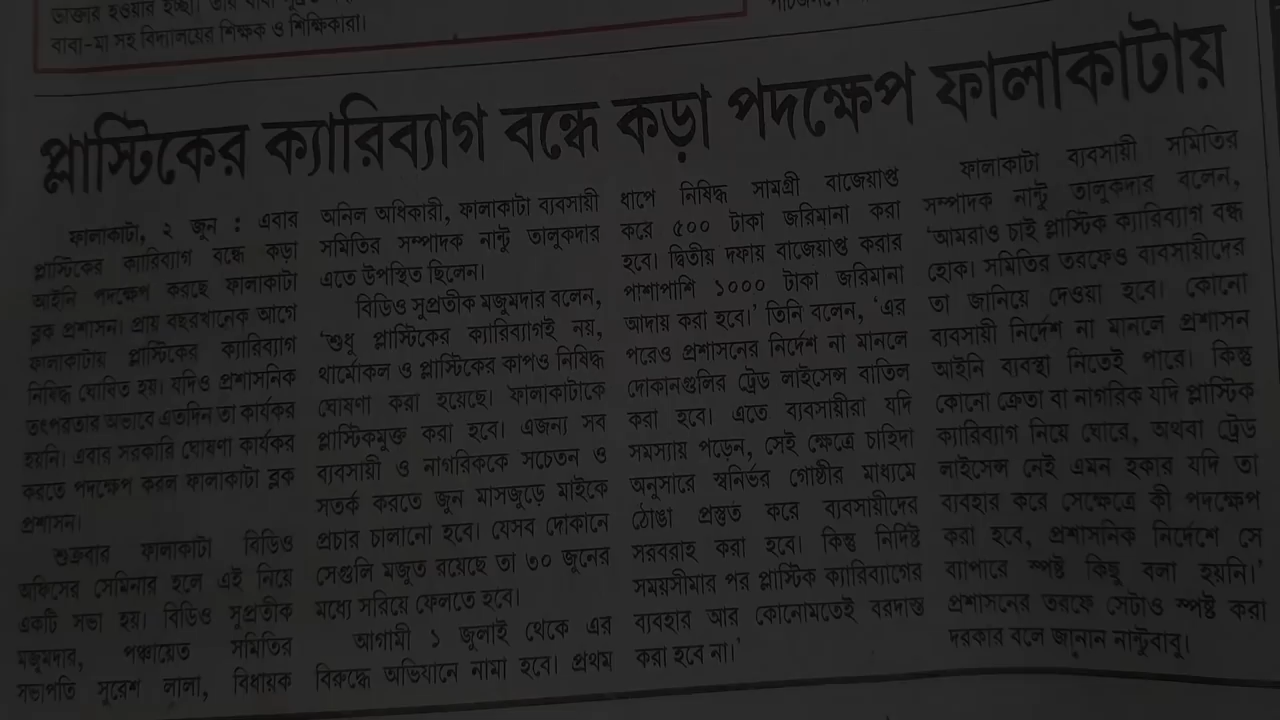 ডাক্তার হওয়ার ইচ্ছা। তার বাবা
বাবা-মা সহ বিদ্যালয়ের শিক্ষক ও শিক্ষিকারা।
প্লাস্টিকের ক্যারিব্যাগ বন্ধে কড়া পদক্ষেপ ফালাকাটায়
ফালাকাটা, ২ জুন : এবার
প্লাস্টিকের ক্যারিব্যাগ বন্ধে কড়া
আইনি পদক্ষেপ করছে ফালাকাটা
ব্লক প্রশাসন। প্রায় বছরখানেক আগে
ফালাকাটায় প্লাস্টিকের ক্যারিব্যাগ
নিষিদ্ধ ঘোষিত হয়। যদিও প্রশাসনিক
তৎপরতার অভাবে এতদিন তা কার্যকর
হয়নি। এবার সরকারি ঘোষণা কার্যকর
করতে পদক্ষেপ করল ফালাকাটা ব্লক
প্রশাসন।
শুক্রবার ফালাকাটা বিডিও
অফিসের সেমিনার হলে এই নিয়ে
একটি সভা হয়। বিডিও সুপ্রতীক
মজুমদার, পঞ্চায়েত সমিতির
সভাপতি সুরেশ লালা, বিধায়ক
অনিল অধিকারী, ফালাকাটা ব্যবসায়ী
সমিতির সম্পাদক নান্টু তালুকদার
এতে উপস্থিত ছিলেন।
বিডিও সুপ্রতীক মজুমদার বলেন,
‘শুধু প্লাস্টিকের ক্যারিব্যাগই নয়,
থার্মোকল ও প্লাস্টিকের কাপও নিষিদ্ধ
ঘোষণা করা হয়েছে। ফালাকাটাকে
প্লাস্টিকমুক্ত করা হবে। এজন্য সব
ব্যবসায়ী ও নাগরিককে সচেতন ও
সতর্ক করতে জুন মাসজুড়ে মাইকে
প্রচার চালানো হবে। যেসব দোকানে
সেগুলি মজুত রয়েছে তা ৩০ জুনের
মধ্যে সরিয়ে ফেলতে হবে।
আগামী ১ জুলাই থেকে এর
বিরুদ্ধে অভিযানে নামা হবে। প্রথম
ধাপে নিষিদ্ধ সামগ্রী বাজেয়াপ্ত
করে ৫০০ টাকা জরিমানা করা
হবে। দ্বিতীয় দফায় বাজেয়াপ্ত করার
পাশাপাশি ১০০০ টাকা জরিমানা
আদায় করা হবে।’ তিনি বলেন, ‘এর
পরেও প্রশাসনের নির্দেশ না মানলে
দোকানগুলির ট্রেড লাইসেন্স বাতিল
করা হবে। এতে ব্যবসায়ীরা যদি
সমস্যায় পড়েন, সেই ক্ষেত্রে চাহিদা
অনুসারে স্বনির্ভর গোষ্ঠীর মাধ্যমে
ঠোঙা প্রস্তুত করে ব্যবসায়ীদের
সরবরাহ করা হবে। কিন্তু নির্দিষ্ট
সময়সীমার পর প্লাস্টিক ক্যারিব্যাগের
ব্যবহার আর কোনোমতেই বরদাস্ত
করা হবে না।’
ফালাকাটা ব্যবসায়ী সমিতির
সম্পাদক নান্টু তালুকদার বলেন,
‘আমরাও চাই প্লাস্টিক ক্যারিব্যাগ বন্ধ
হোক। সমিতির তরফেও ব্যবসায়ীদের
তা জানিয়ে দেওয়া হবে। কোনো
ব্যবসায়ী নির্দেশ না মানলে প্রশাসন
আইনি ব্যবস্থা নিতেই পারে। কিন্তু
কোনো ক্রেতা বা নাগরিক যদি প্লাস্টিক
ক্যারিব্যাগ নিয়ে ঘোরে, অথবা ট্রেড
লাইসেন্স নেই এমন হকার যদি তা
ব্যবহার করে সেক্ষেত্রে কী পদক্ষেপ
করা হবে, প্রশাসনিক নির্দেশে সে
ব্যাপারে স্পষ্ট কিছু বলা হয়নি।’
প্রশাসনের তরফে সেটাও স্পষ্ট করা
দরকার বলে জানান নান্টুবাবু।